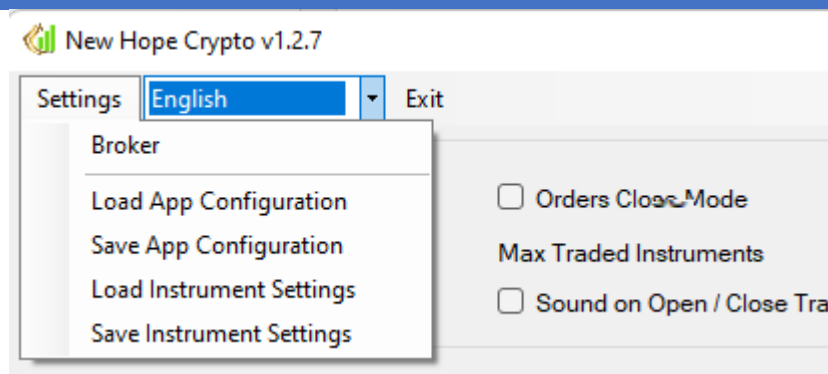 New Hope Crypto v1.2.7
Settings English Exit
Broker
Load App Configuration
Save App Configuration
Load Instrument Settings
Save Instrument Settings
Orders Close Mode
Max Traded Instruments
Sound on Open / Close Tra